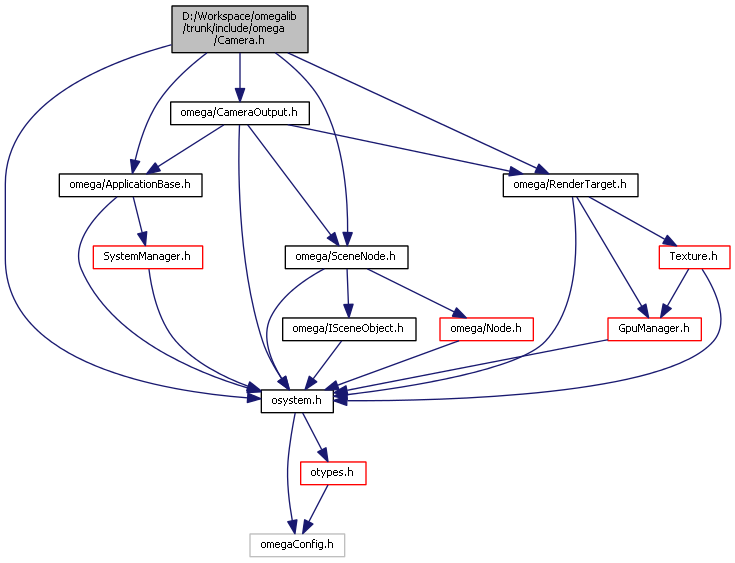 D:/Workspace/omegalib
/trunk/include/omega
/Camera.h
omega/CameraOutput.h
omega/ApplicationBase.h
omega/RenderTarget.h
SystemManager.h
omega/SceneNode.h
Texture.h
omega/ISceneObject.h
omega/Node.h
GpuManager.h
osystem.h
otypes.h
omegaConfig.h